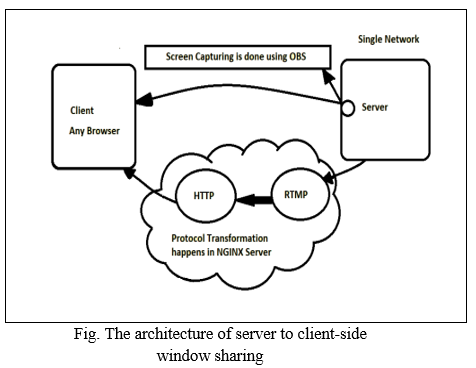 Single Network
Screen Capturing is done using OBS
Client
Any Browser
Server
HTTP
RTMP
Protocol Transformation
happens in NGINX Server
Fig. The architecture of server to client-side
window sharing